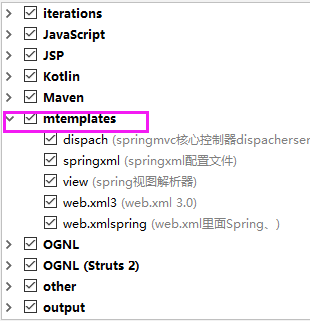 iterations
JavaScript
JSP
Kotlin
Maven
mtemplates
dispach (springmvc核心控制器dispacherser
springxml (springxml配置文件)
view (spring视图解析器)
web.xml3 (web.xml 3.0)
web.xmlspring (web.xml里面Spring、)
OGNL
OGNL (Struts 2)
other
output